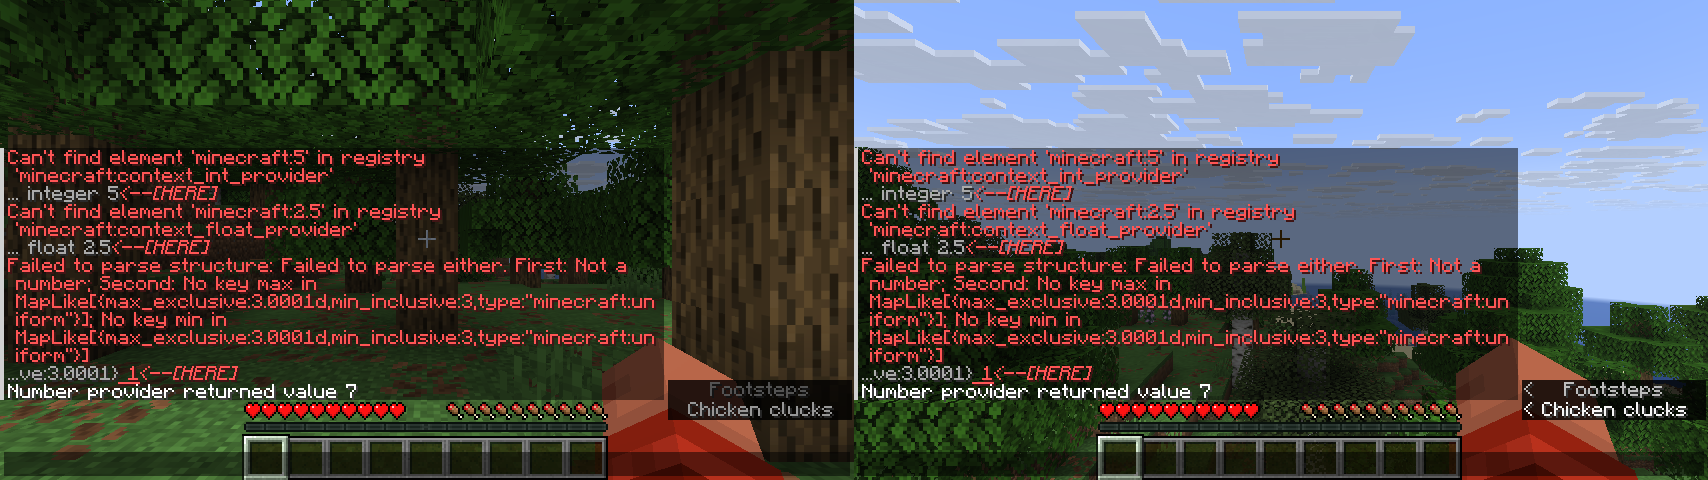 Can't find element 'minecraft:5' in registry
'minecraft:context_int_provider'
... integer 5<--[HERE]
Can't find element 'minecraft:2.5' in registry
'minecraft:context_float_provider'
... float 2.5<--[HERE]
Failed to parse structure: Failed to parse either. First: Not a
number; Second: No key max in
MapLike[{max_exclusive:3.0001d,min_inclusive:3,type:"minecraft:un
iform"}]; No key min in
MapLike[{max_exclusive:3.0001d,min_inclusive:3,type:"minecraft:un
iform"}]
...ve:3.0001} 1<--[HERE]
Number provider returned value 7
Footsteps
Chicken clucks
Can't find element 'minecraft:5' in registry
'minecraft:context_int_provider'
... integer 5<--[HERE]
Can't find element 'minecraft:2.5' in registry
'minecraft:context_float_provider'
... float 2.5<--[HERE]
Failed to parse structure: Failed to parse either. First: Not a
number; Second: No key max in
MapLike[{max_exclusive:3.0001d,min_inclusive:3,type:"minecraft:un
iform"}]; No key min in
MapLike[{max_exclusive:3.0001d,min_inclusive:3,type:"minecraft:un
iform"}]
...ve:3.0001} 1<--[HERE]
Number provider returned value 7
< Footsteps
< Chicken clucks